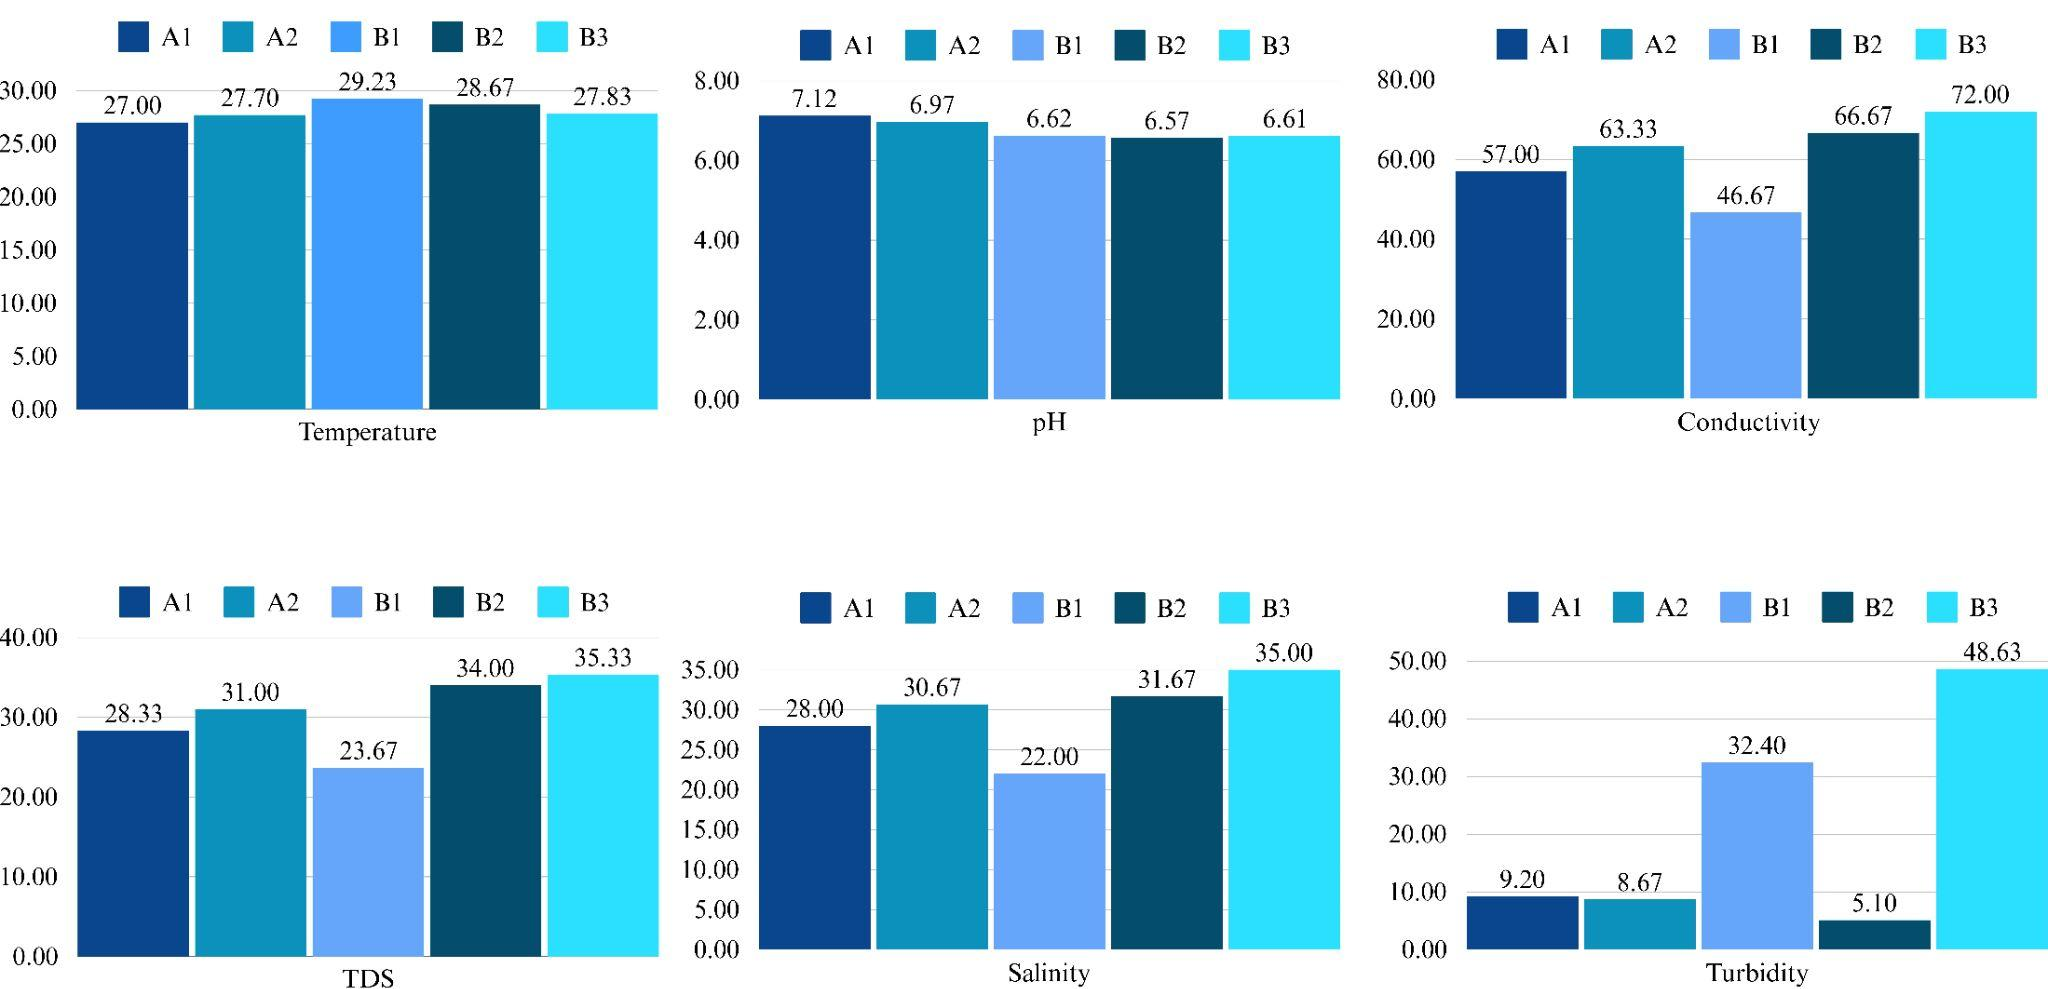 A1 A2 B1 B2 B3
30.00
25.00
20.00
15.00
10.00
5.00
0.00
27.00 27.70 29.23 28.67 27.83
Temperature
A1 A2 B1 B2 B3
8.00
6.00
4.00
2.00
0.00
7.12 6.97 6.62 6.57 6.61
pH
A1 A2 B1 B2 B3
80.00
60.00
40.00
20.00
0.00
57.00 63.33 46.67 66.67 72.00
Conductivity
A1 A2 B1 B2 B3
40.00
30.00
20.00
10.00
0.00
28.33 31.00 23.67 34.00 35.33
TDS
A1 A2 B1 B2 B3
35.00
30.00
25.00
20.00
15.00
10.00
5.00
0.00
28.00 30.67 22.00 31.67 35.00
Salinity
A1 A2 B1 B2 B3
50.00
40.00
30.00
20.00
10.00
0.00
9.20 8.67 32.40 5.10 48.63
Turbidity